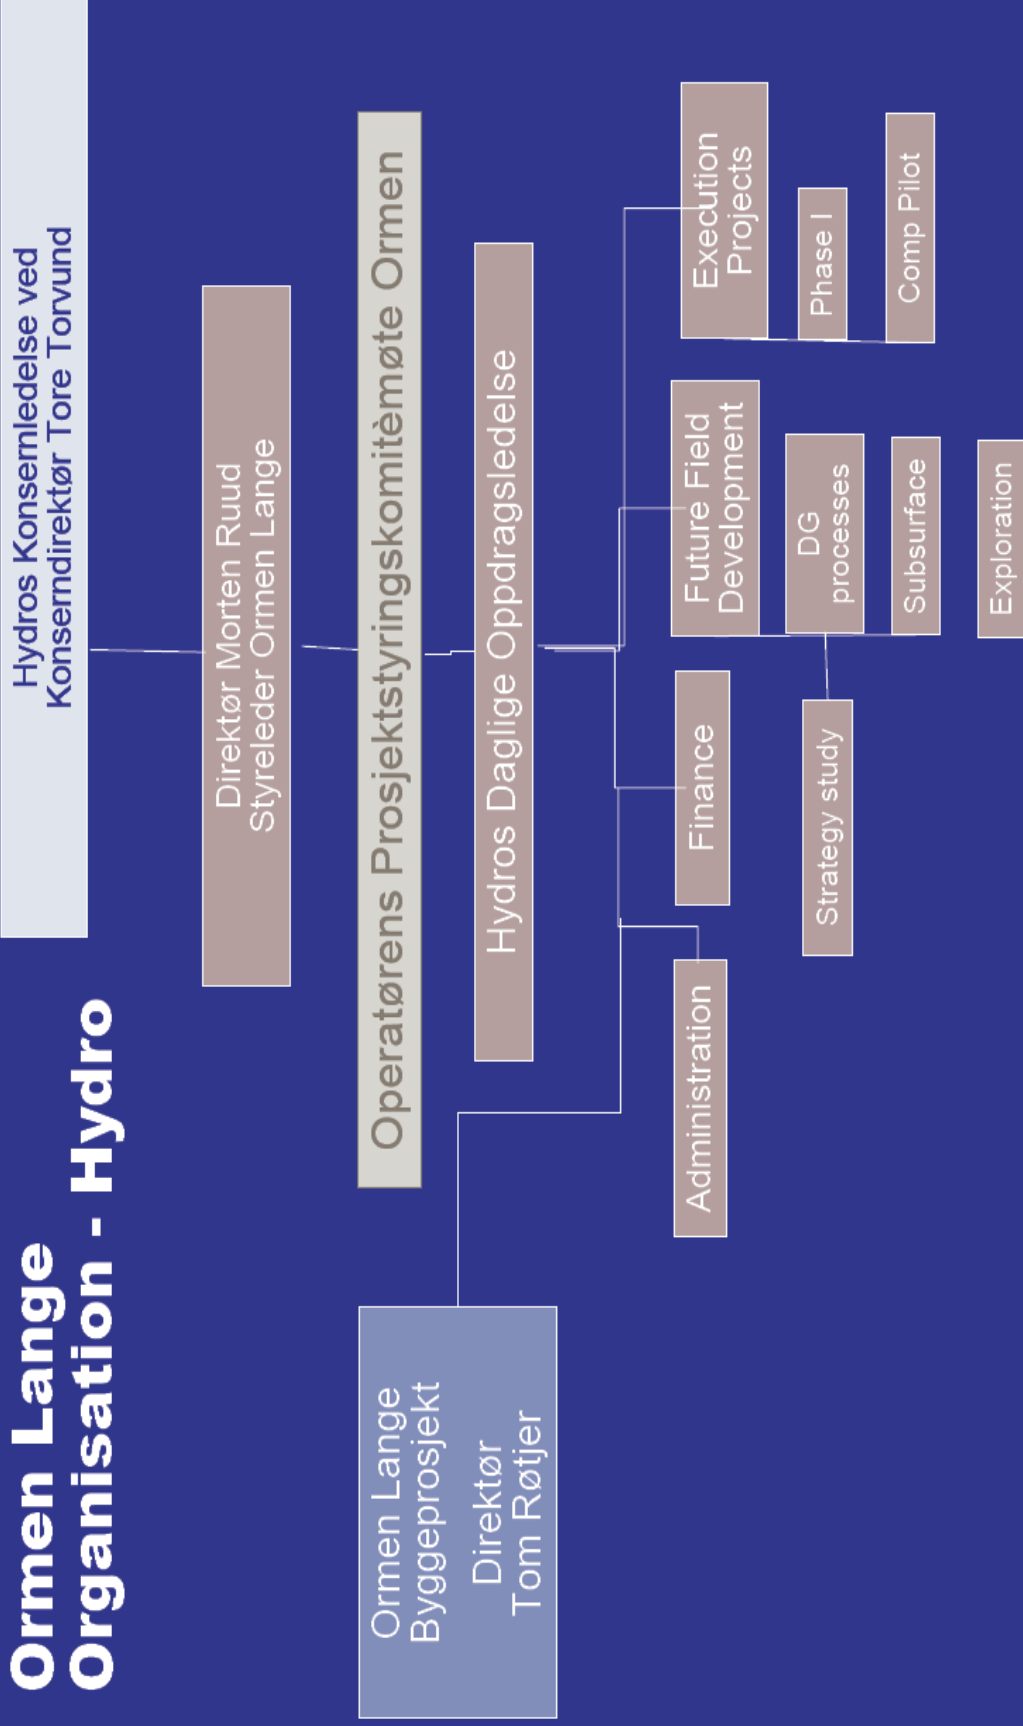 Ormen Lange
Organisation - Hydro
Hydros Konsernledelse ved
Konserndirektør Tore Torvund
Direktør Morten Ruud
Styreleder Ormen Lange
Operatørens Prosjektstyringskomitèmøte Ormen
Hydros Daglige Oppdragsledelse
Ormen Lange
Byggeprosjekt
Direktør
Tom Røtjer
Administration
Finance
Future Field
Development
Execution
Projects
Strategy study
DG
processes
Phase I
Subsurface
Comp Pilot
Exploration